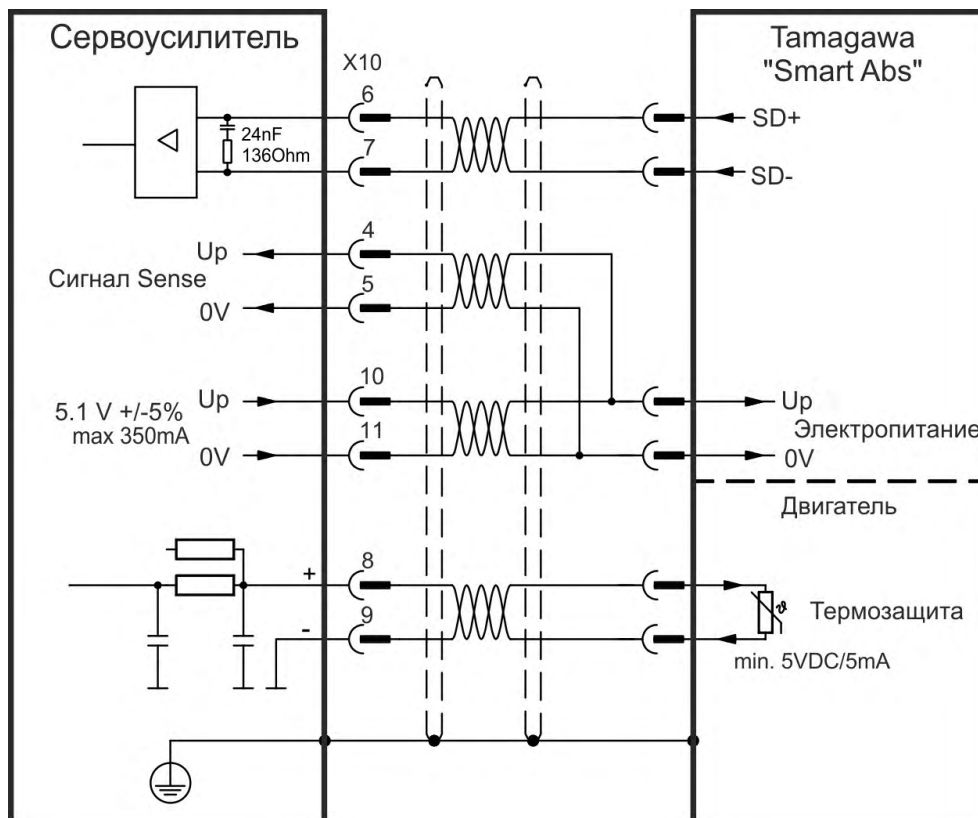 Сервоусилитель
X10
Tamagawa
"Smart Abs"
6
SD+
24nF
136Ohm
7
SD-
4
Up
Сигнал Sense
5
0V
10
Up
Up
5.1 V +/-5%
max 350mA
Электропитание
11
0V
0V
Двигатель
8
+
Термозащита
9
-
min. 5VDC/5mA